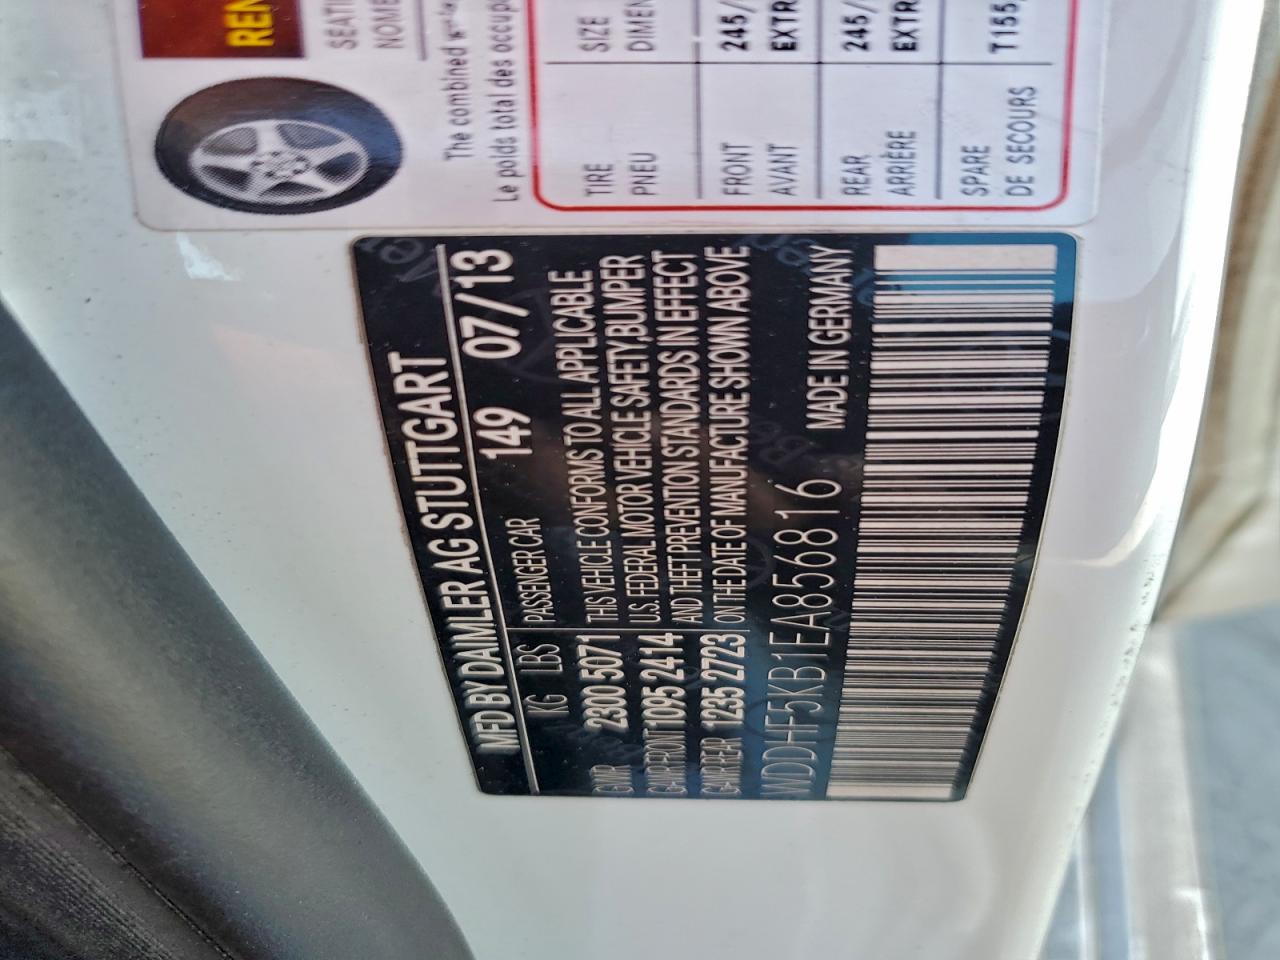 MFD BY DAIMLER AG STUTTGART
149 07/13
KG LBS PASSENGER CAR
GVWR 2300 5071 THIS VEHICLE CONFORMS TO ALL APPLICABLE
GAWR FRONT 1095 2414 U.S. FEDERAL MOTOR VEHICLE SAFETY, BUMPER
AND THEFT PREVENTION STANDARDS IN EFFECT
GAWR REAR 1235 2723 ON THE DATE OF MANUFACTURE SHOWN ABOVE
WDDHF5KB1EA856816 MADE IN GERMANY
REN
SEATI
NOME
The combined
Le poids total des occup
TIRE SIZE
PNEU DIMEN
FRONT 245/
AVANT EXTR
REAR 245/
ARRIÈRE EXTR
SPARE T155
DE SECOURS